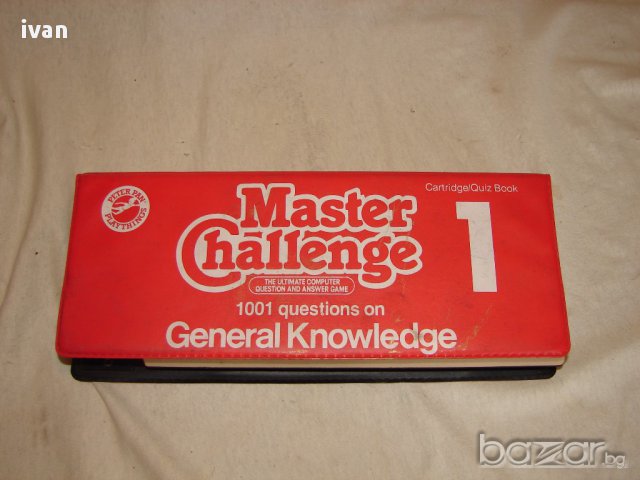 ivan
PETER PAN
PLAYTHINGS
Cartridge/Quiz Book
Master
Challenge
1
THE ULTIMATE COMPUTER
QUESTION AND ANSWER GAME
1001 questions on
General Knowledge
bazar.bg